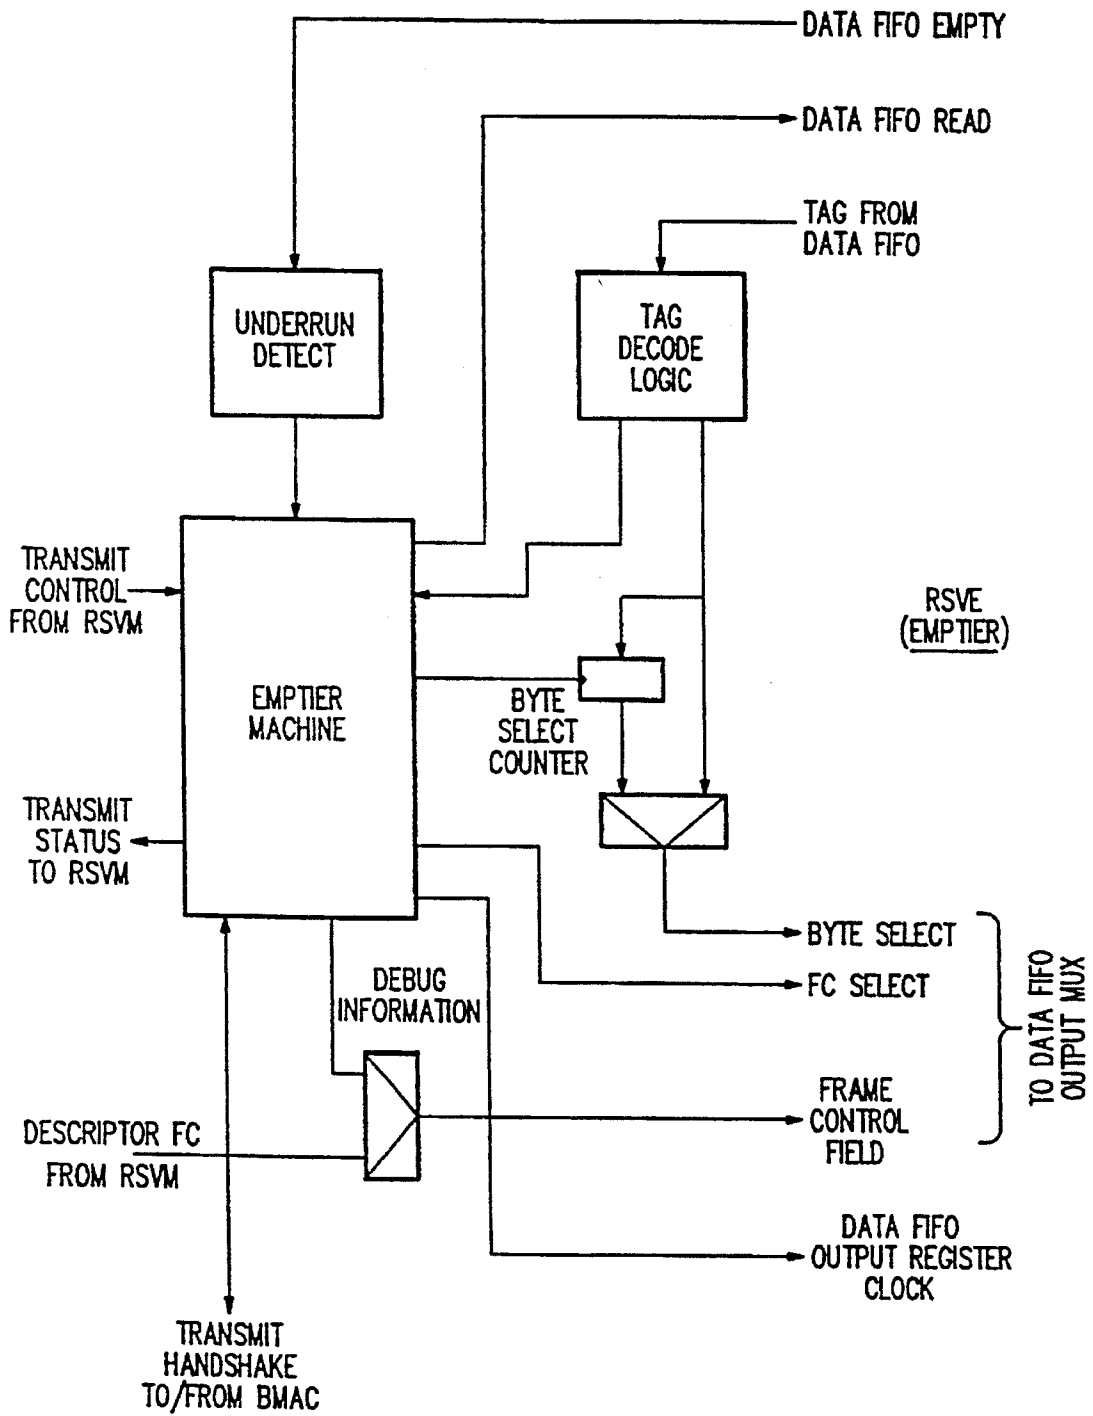 DATA FIFO EMPTY
DATA FIFO READ
TAG FROM
DATA FIFO
UNDERRUN
DETECT
TAG
DECODE
LOGIC
TRANSMIT
CONTROL
FROM RSVM
RSVE
(EMPTIER)
EMPTIER
MACHINE
BYTE
SELECT
COUNTER
TRANSMIT
STATUS
TO RSVM
BYTE SELECT
FC SELECT
DEBUG
INFORMATION
TO DATA FIFO
OUTPUT MUX
FRAME
CONTROL
FIELD
DESCRIPTOR FC
FROM RSVM
DATA FIFO
OUTPUT REGISTER
CLOCK
TRANSMIT
HANDSHAKE
TO/FROM BMAC